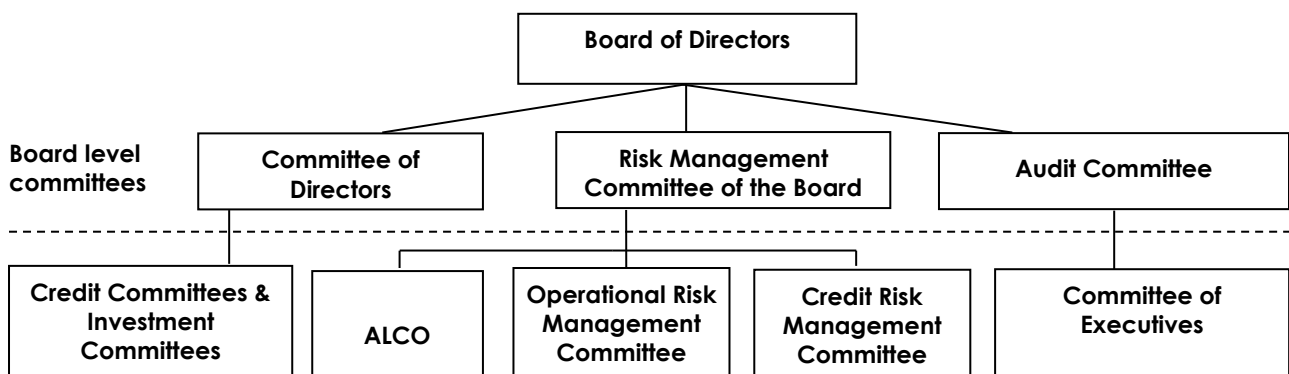 Board of Directors
Board level
committees
Committee of
Directors
Risk Management
Committee of the Board
Audit Committee
Credit Committees &
Investment
Committees
ALCO
Operational Risk
Management
Committee
Credit Risk
Management
Committee
Committee of
Executives